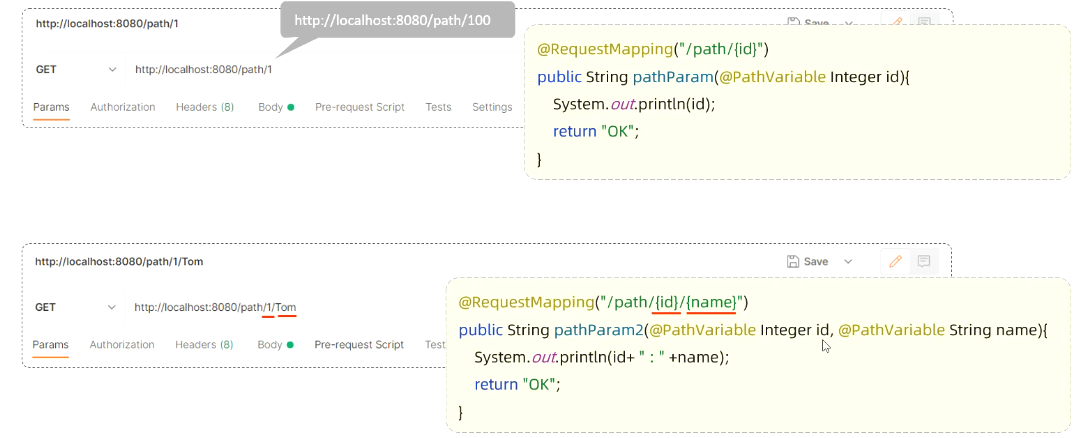 http://localhost:8080/path/1
http://localhost:8080/path/100
Save
GET
http://localhost:8080/path/1
Params Authorization Headers (8) Body Pre-request Script Tests Settings
@RequestMapping("/path/{id}")
public String pathParam(@PathVariable Integer id){
System.out.println(id);
return "OK";
}
http://localhost:8080/path/1/Tom
Save
GET
http://localhost:8080/path/1/Tom
Params Authorization Headers (8) Body Pre-request Script Test
@RequestMapping("/path/{id}/{name}")
public String pathParam2(@PathVariable Integer id, @PathVariable String name){
System.out.println(id+ " : " +name);
return "OK";
}